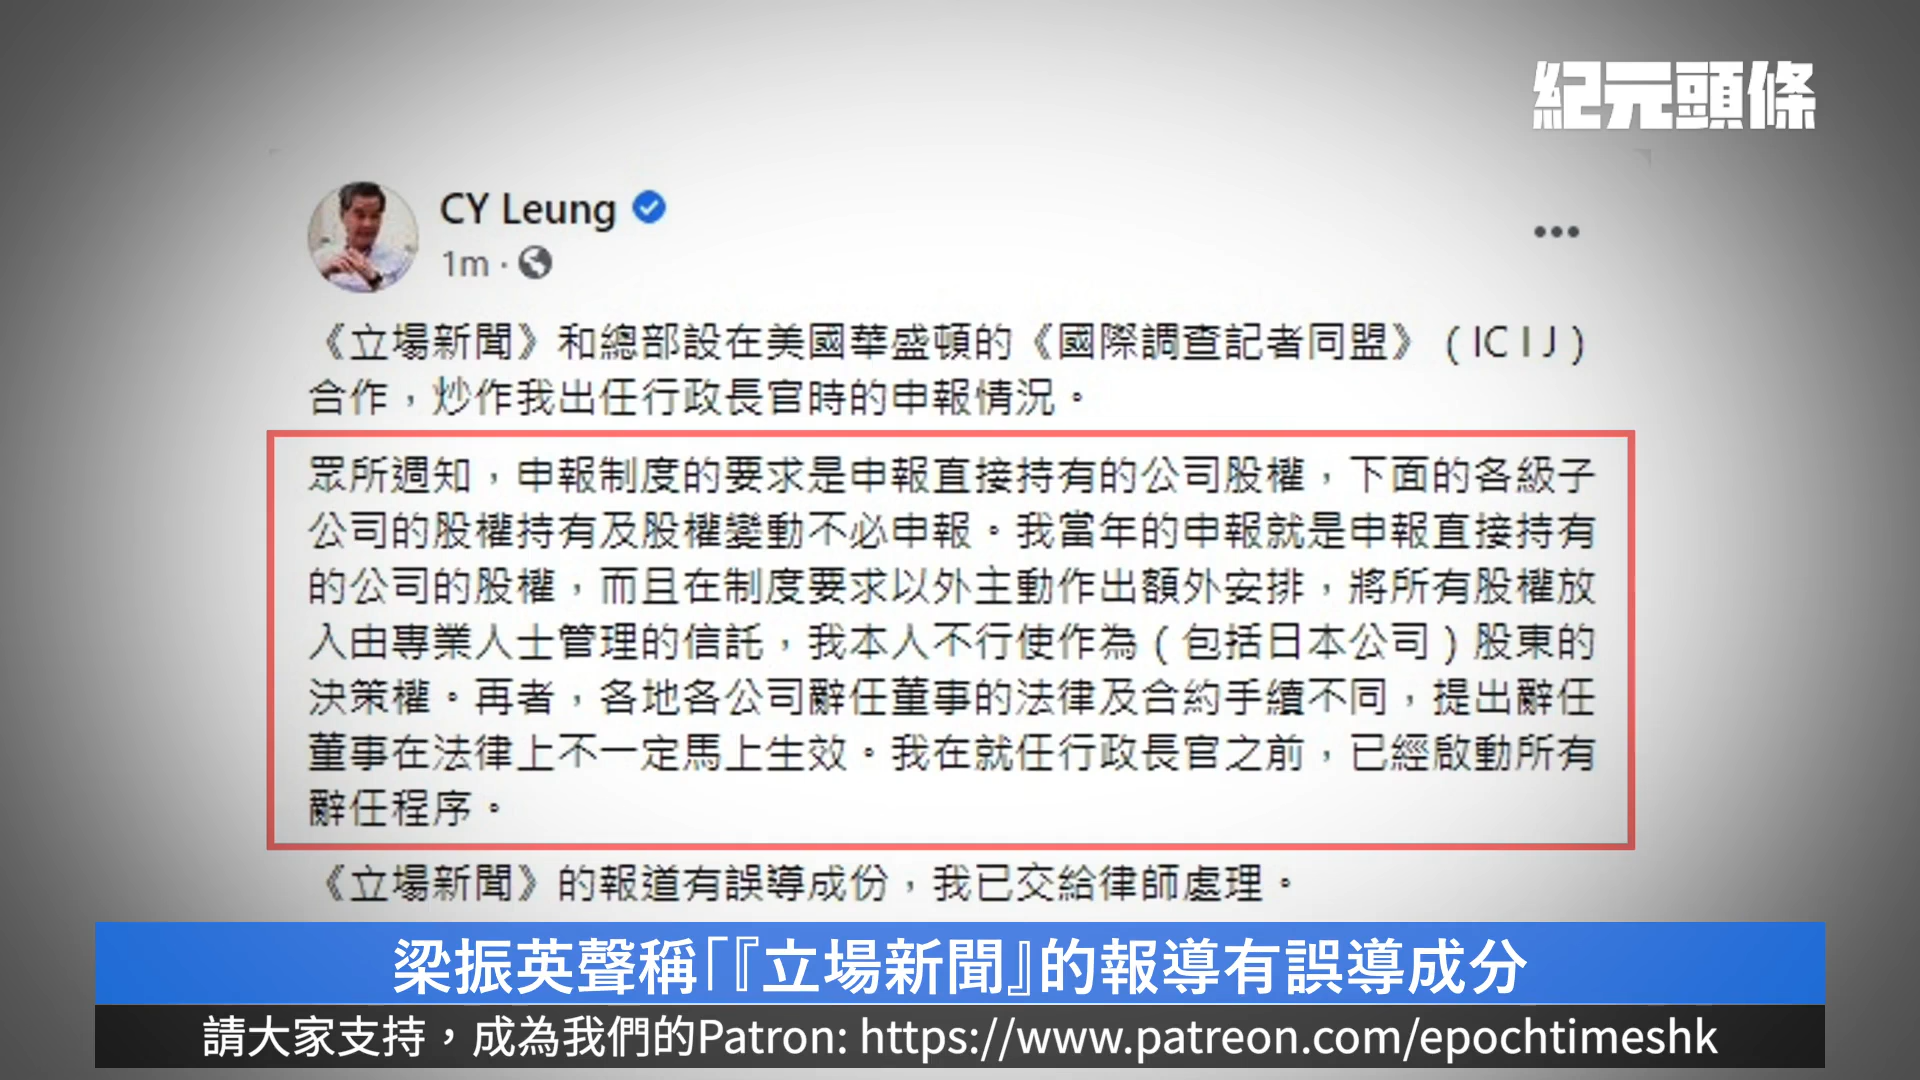 紀元頭條
CY Leung
1m ·
《立場新聞》和總部設在美國華盛頓的《國際調查記者同盟》(ICIJ)
合作，炒作我出任行政長官時的申報情況。
眾所週知，申報制度的要求是申報直接持有的公司股權，下面的各級子
公司的股權持有及股權變動不必申報。我當年的申報就是申報直接持有
的公司的股權，而且在制度要求以外主動作出額外安排，將所有股權放
入由專業人士管理的信託，我本人不行使作為(包括日本公司)股東的
決策權。再者，各地各公司辭任董事的法律及合約手續不同，提出辭任
董事在法律上不一定馬上生效。我在就任行政長官之前，已經啟動所有
辭任程序。
《立場新聞》的報道有誤導成份，我已交給律師處理。
梁振英聲稱「『立場新聞』的報導有誤導成分
請大家支持，成為我們的Patron: https://www.patreon.com/epochtimeshk